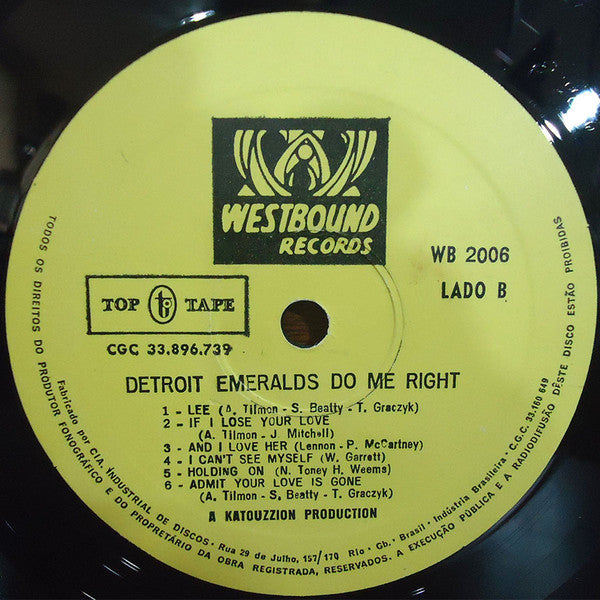 WESTBOUND
RECORDS
WB 2006
LADO B
TOP tt TAPE
CGC 33.896.739
DETROIT EMERALDS DO ME RIGHT
1 - LEE (A. Tilmon - S. Beatty - T. Graczyk)
2 - IF I LOSE YOUR LOVE
(A. Tilmon - J. Mitchell)
3 - AND I LOVE HER (Lennon - P. McCartney)
4 - I CAN'T SEE MYSELF (W. Garrett)
5 - HOLDING ON (N. Toney H. Weems)
6 - ADMIT YOUR LOVE IS GONE
(A. Tilmon - S. Beatty - T. Graczyk)
A KATOUZZION PRODUCTION
TODOS OS DIREITOS DO PRODUTOR FONOGRÁFICO E DO PROPRETÁRIO DA OBRA REGISTRADA, RESERVADOS. A EXECUÇÃO PÚBLICA E A RADIODIFUSÃO DÊSTE DISCO ESTÃO PROIBIDAS
Fabricado por CIA. INDUSTRIAL DE DISCOS - Rua 29 de Julho, 157/170 Rio - Gb. - Brasil - Indústria Brasileira - C.G.C. 33.160 649